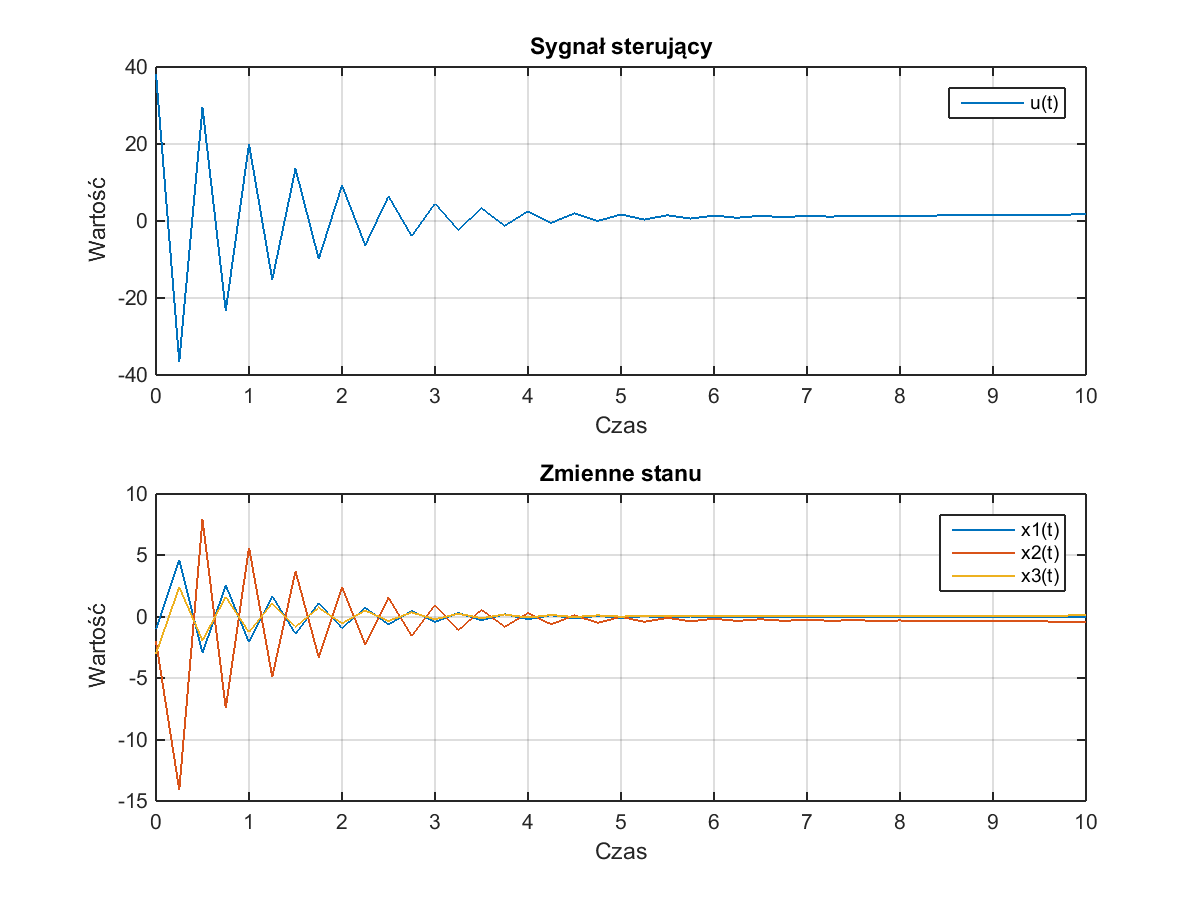 Sygnał sterujący
40
20
0
-20
-40
Wartość
u(t)
0 1 2 3 4 5 6 7 8 9 10
Czas
Zmienne stanu
10
5
0
-5
-10
-15
Wartość
x1(t)
x2(t)
x3(t)
0 1 2 3 4 5 6 7 8 9 10
Czas